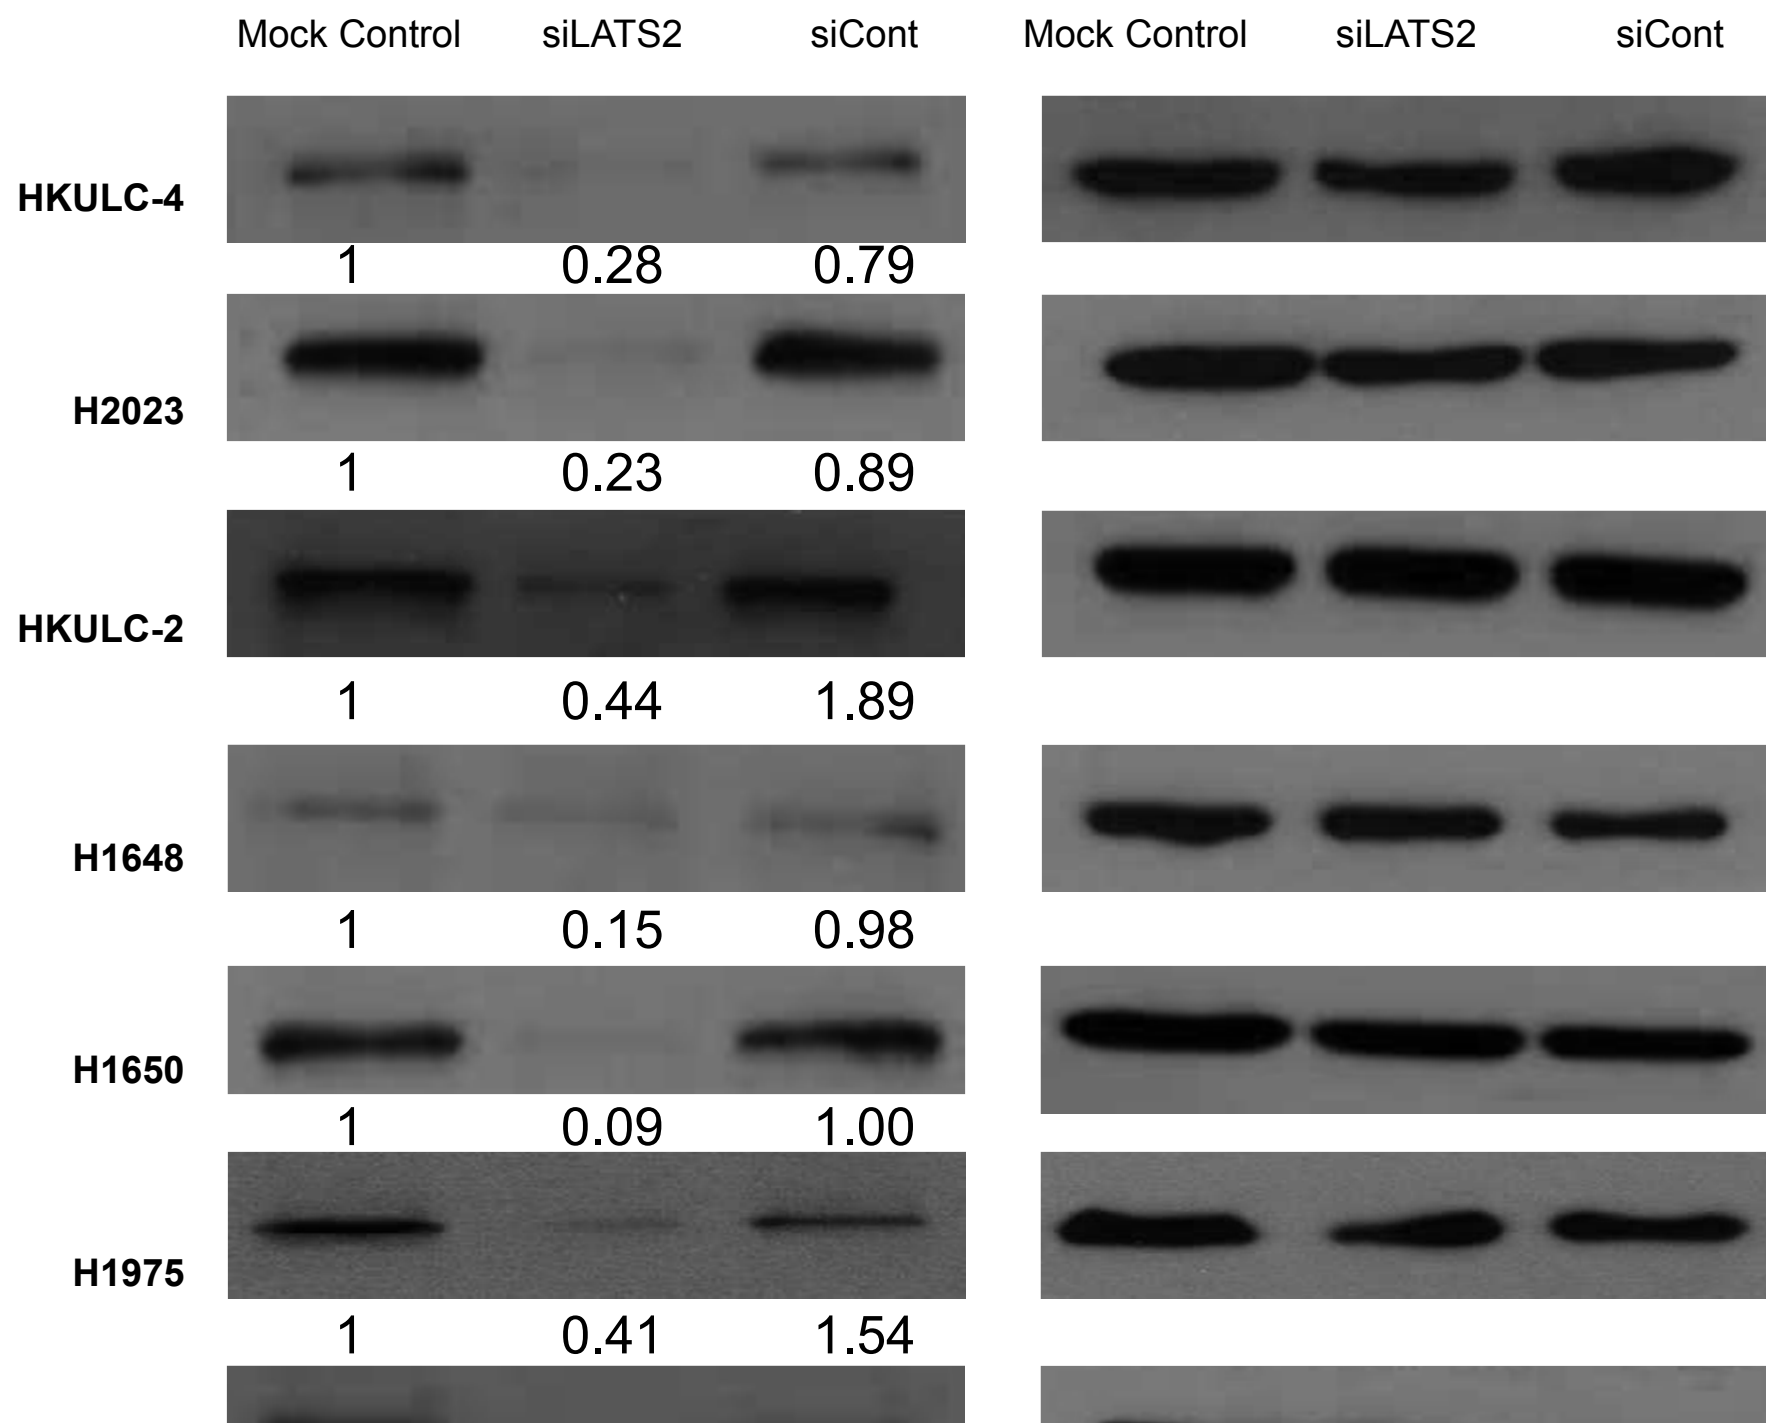 Mock Control siLATS2 siCont Mock Control siLATS2 siCont
HKULC-4
1 0.28 0.79
H2023
1 0.23 0.89
HKULC-2
1 0.44 1.89
H1648
1 0.15 0.98
H1650
1 0.09 1.00
H1975
1 0.41 1.54